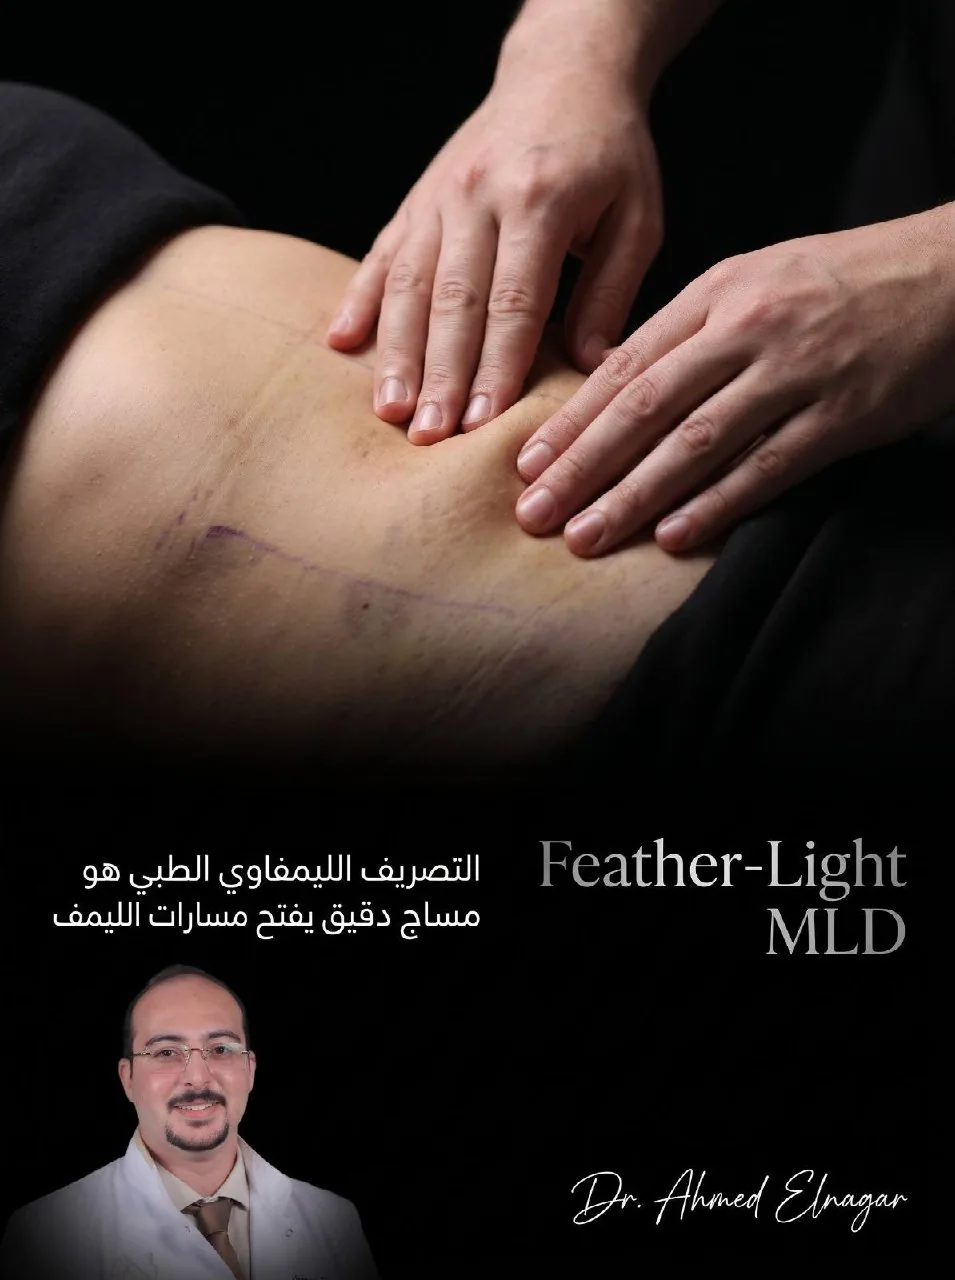 Feather-Light
MLD
التصريف الليمفاوي الطبي هو
مساج دقيق يفتح مسارات الليمف
Dr. Ahmed Elnagar